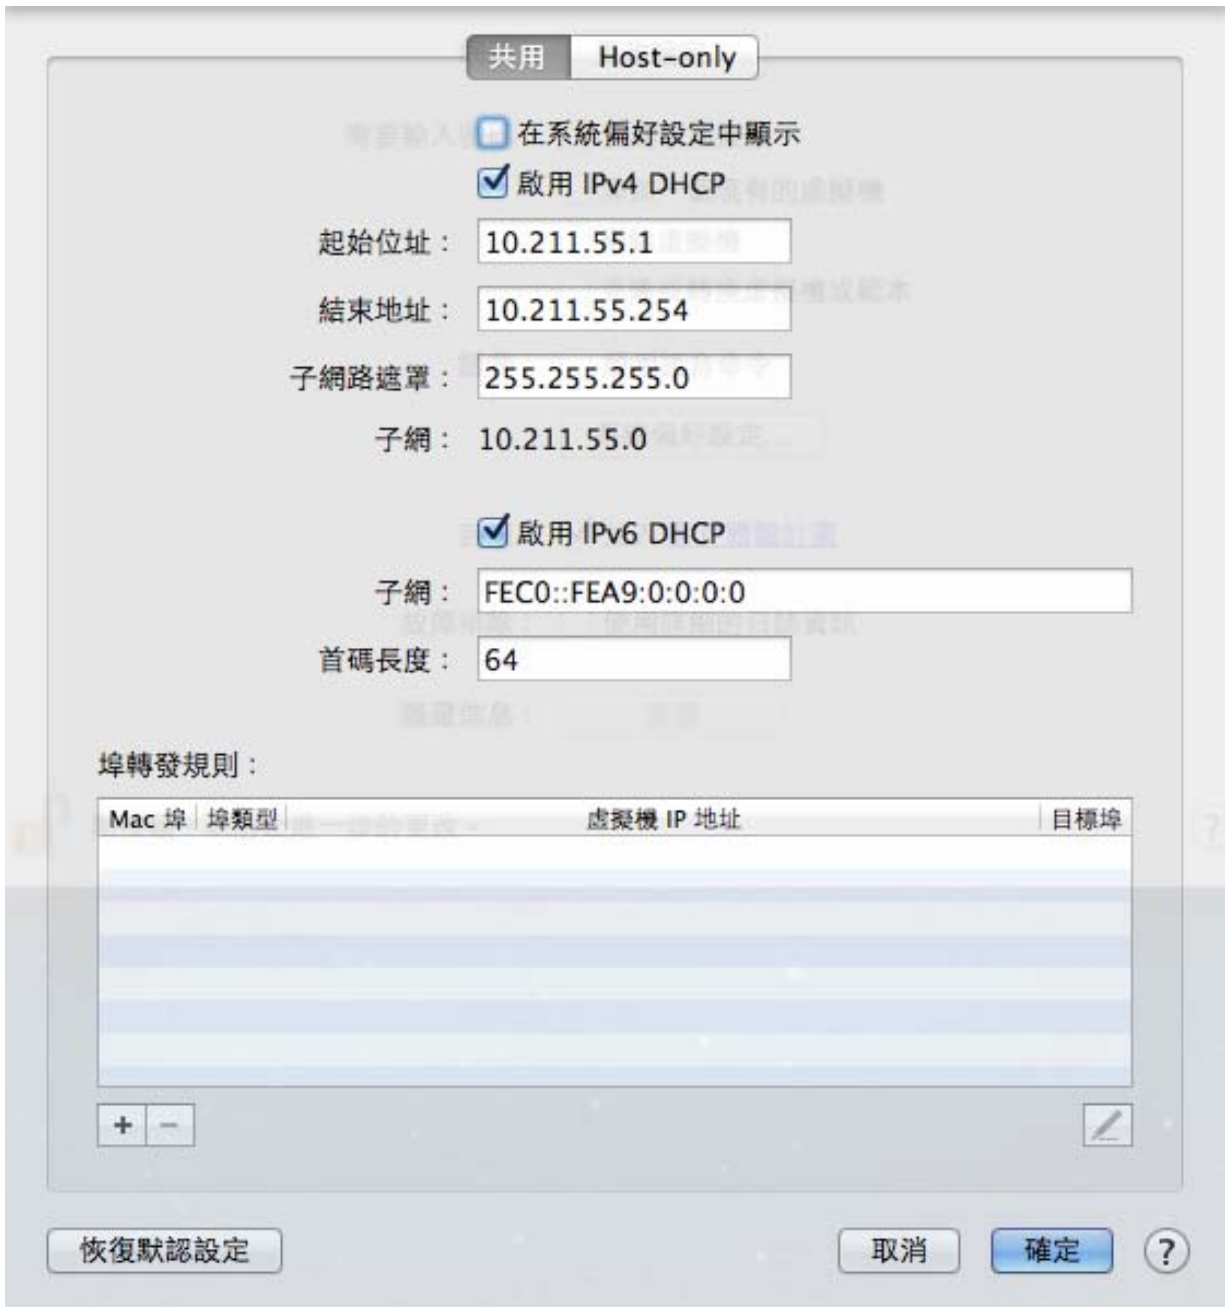 共用 Host-only
在系統偏好設定中顯示
啟用 IPv4 DHCP
起始位址： 10.211.55.1
結束地址： 10.211.55.254
子網路遮罩： 255.255.255.0
子網： 10.211.55.0
啟用 IPv6 DHCP
子網： FEC0::FEA9:0:0:0:0
首碼長度： 64
埠轉發規則：
Mac 埠 埠類型 虛擬機 IP 地址 目標埠
+ −
恢復默認設定 取消 確定 ?